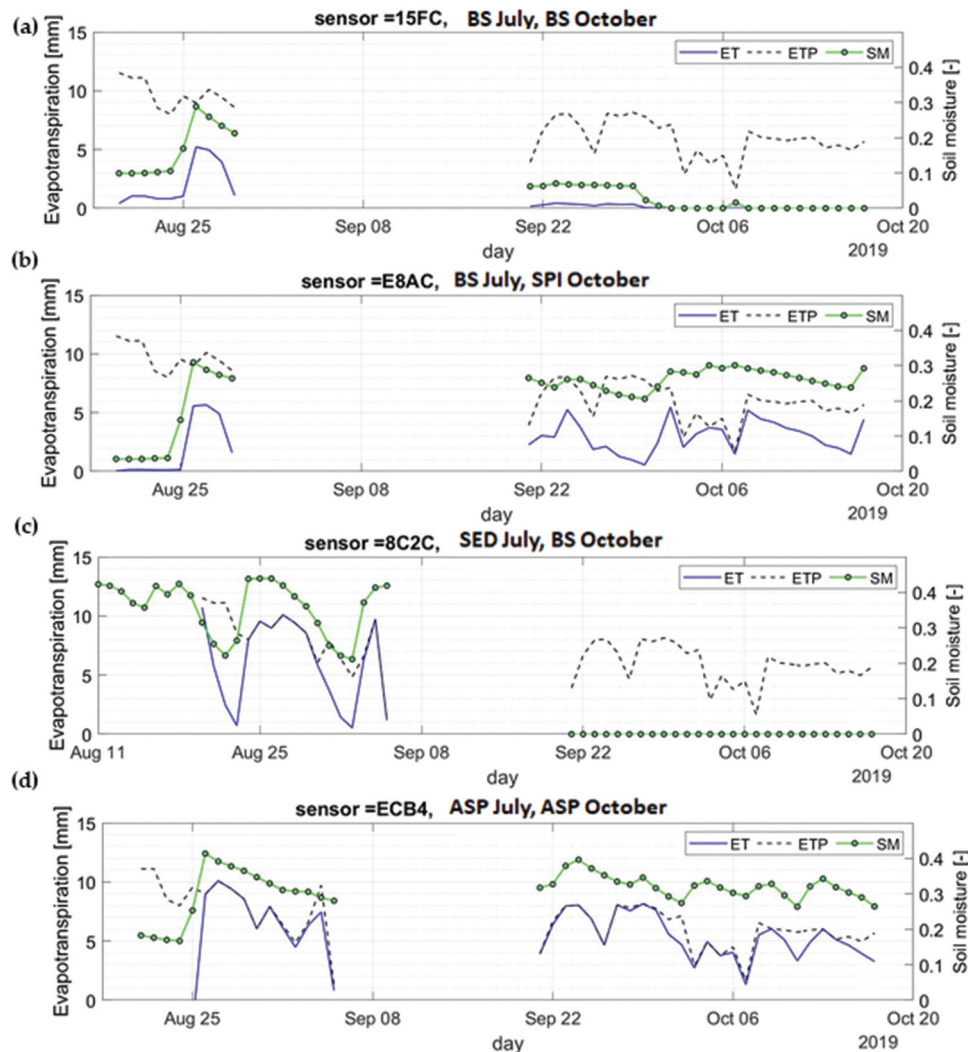 (a)
sensor =15FC, BS July, BS October
ET ETP SM
Evapotranspiration [mm]
15
10
5
0
0.4
0.3
0.2
0.1
0
Soil moisture [-]
Aug 25 Sep 08 Sep 22 Oct 06 Oct 20
day 2019
(b)
sensor =E8AC, BS July, SPI October
ET ETP SM
Evapotranspiration [mm]
15
10
5
0
0.4
0.3
0.2
0.1
0
Soil moisture [-]
Aug 25 Sep 08 Sep 22 Oct 06 Oct 20
day 2019
(c)
sensor =8C2C, SED July, BS October
ET ETP SM
Evapotranspiration [mm]
15
10
5
0
0.4
0.3
0.2
0.1
0
Soil moisture [-]
Aug 11 Aug 25 Sep 08 Sep 22 Oct 06 Oct 20
day 2019
(d)
sensor =ECB4, ASP July, ASP October
ET ETP SM
Evapotranspiration [mm]
15
10
5
0
0.4
0.3
0.2
0.1
0
Soil moisture [-]
Aug 25 Sep 08 Sep 22 Oct 06 Oct 20
day 2019